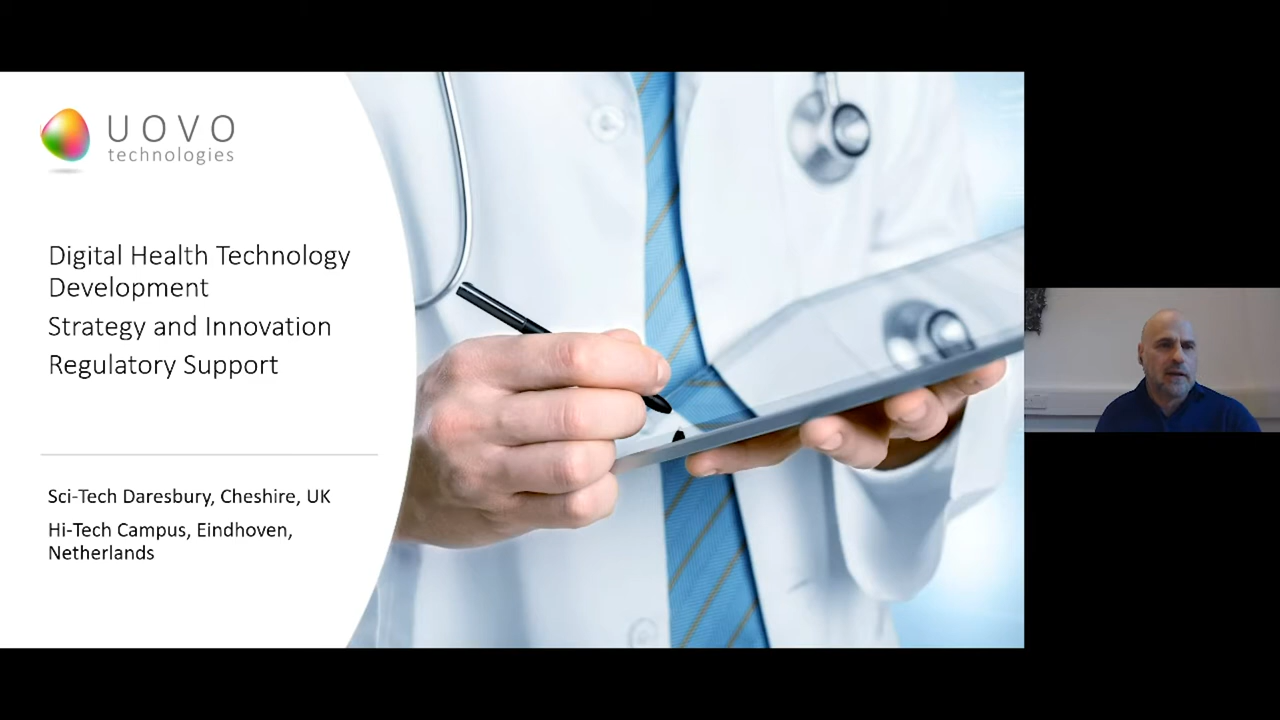 UOVO
technologies
Digital Health Technology
Development
Strategy and Innovation
Regulatory Support
Sci-Tech Daresbury, Cheshire, UK
Hi-Tech Campus, Eindhoven,
Netherlands